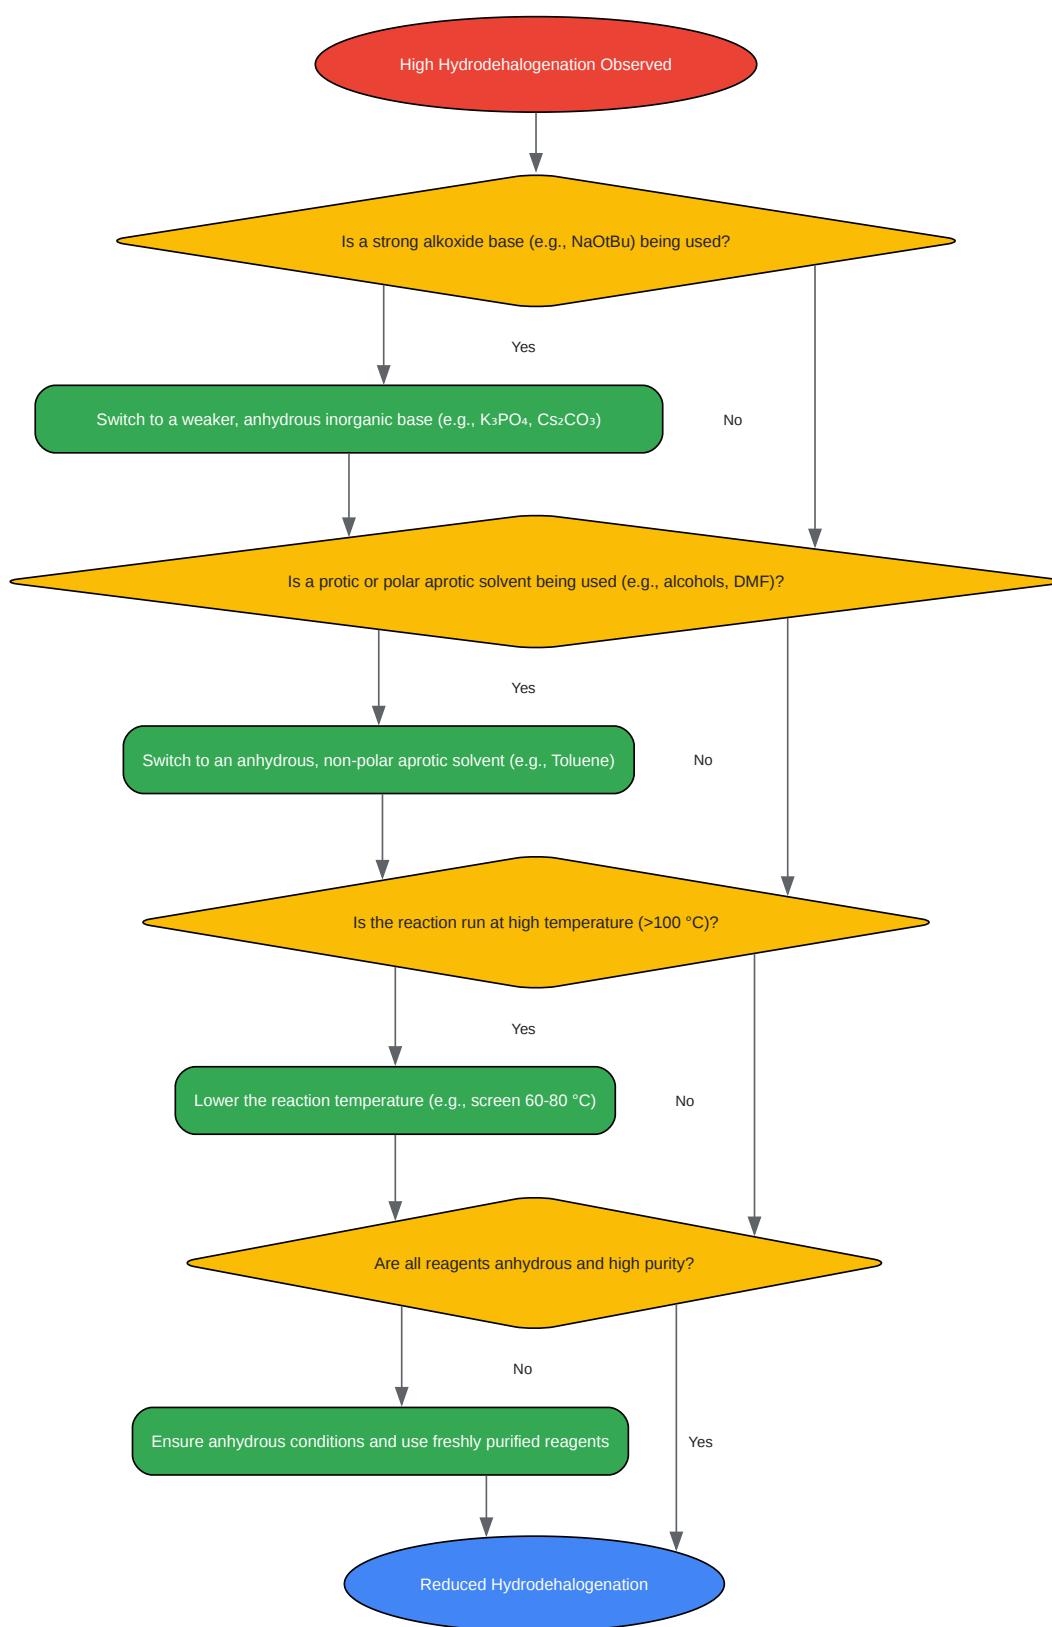 High Hydrodehalogenation Observed
Is a strong alkoxide base (e.g., NaOtBu) being used?
Yes
Switch to a weaker, anhydrous inorganic base (e.g., K₃PO₄, Cs₂CO₃)
No
Is a protic or polar aprotic solvent being used (e.g., alcohols, DMF)?
Yes
Switch to an anhydrous, non-polar aprotic solvent (e.g., Toluene)
No
Is the reaction run at high temperature (>100 °C)?
Yes
Lower the reaction temperature (e.g., screen 60-80 °C)
No
Are all reagents anhydrous and high purity?
No
Ensure anhydrous conditions and use freshly purified reagents
Yes
Reduced Hydrodehalogenation